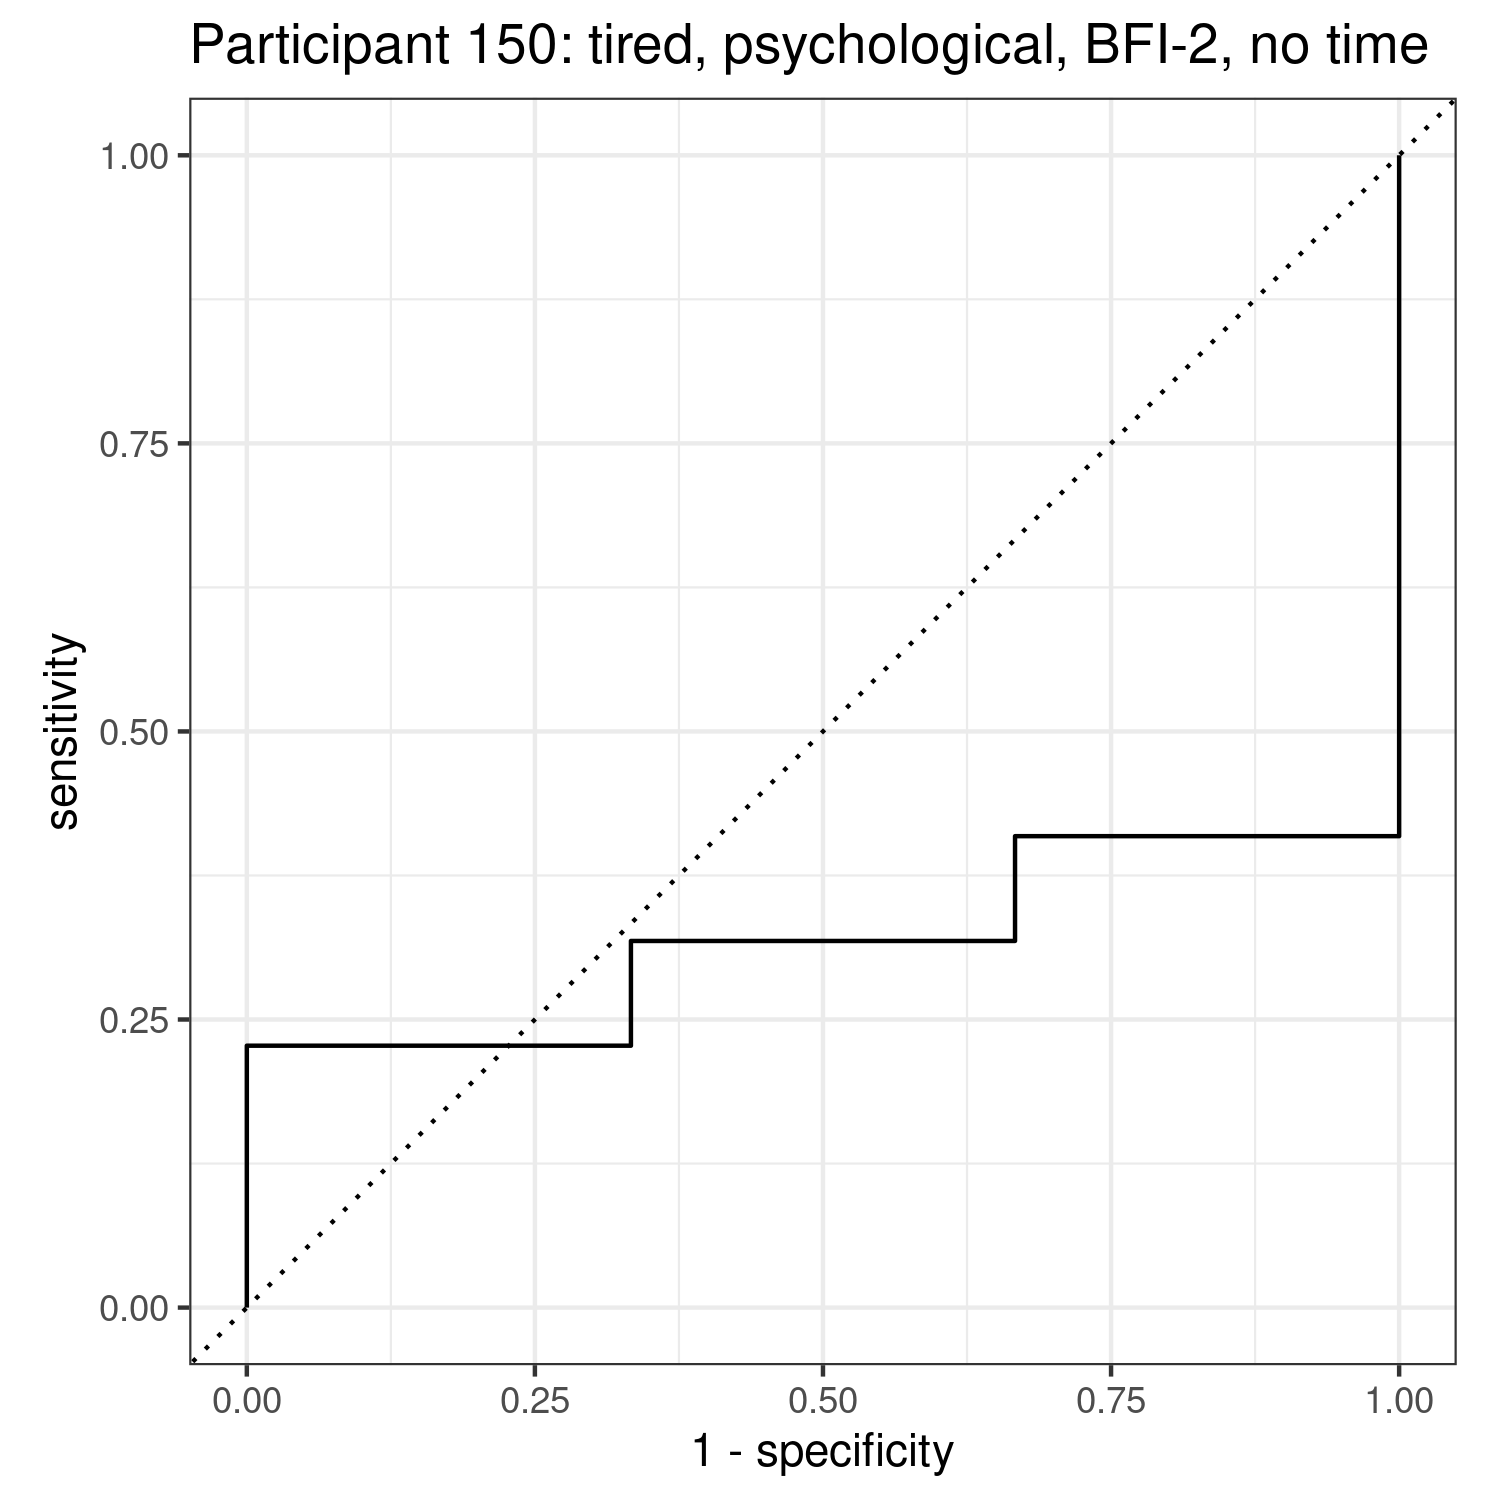 Participant 150: tired, psychological, BFI-2, no time
1.00
0.75
0.50
0.25
0.00
sensitivity
0.00 0.25 0.50 0.75 1.00
1 - specificity